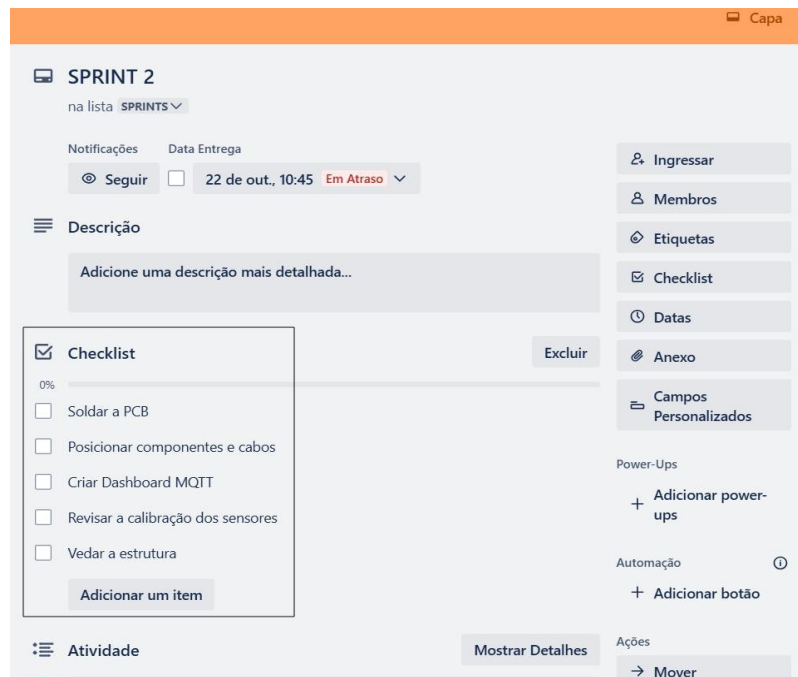 Capa
SPRINT 2
na lista SPRINTS
Notificações
Data Entrega
Seguir
22 de out., 10:45 Em Atraso
Descrição
Adicione uma descrição mais detalhada...
Checklist
Excluir
0%
Soldar a PCB
Posicionar componentes e cabos
Criar Dashboard MQTT
Revisar a calibração dos sensores
Vedar a estrutura
Adicionar um item
Atividade
Mostrar Detalhes
Ingressar
Membros
Etiquetas
Checklist
Datas
Anexo
Campos
Personalizados
Power-Ups
Adicionar power-
ups
Automação
Adicionar botão
Ações
Mover